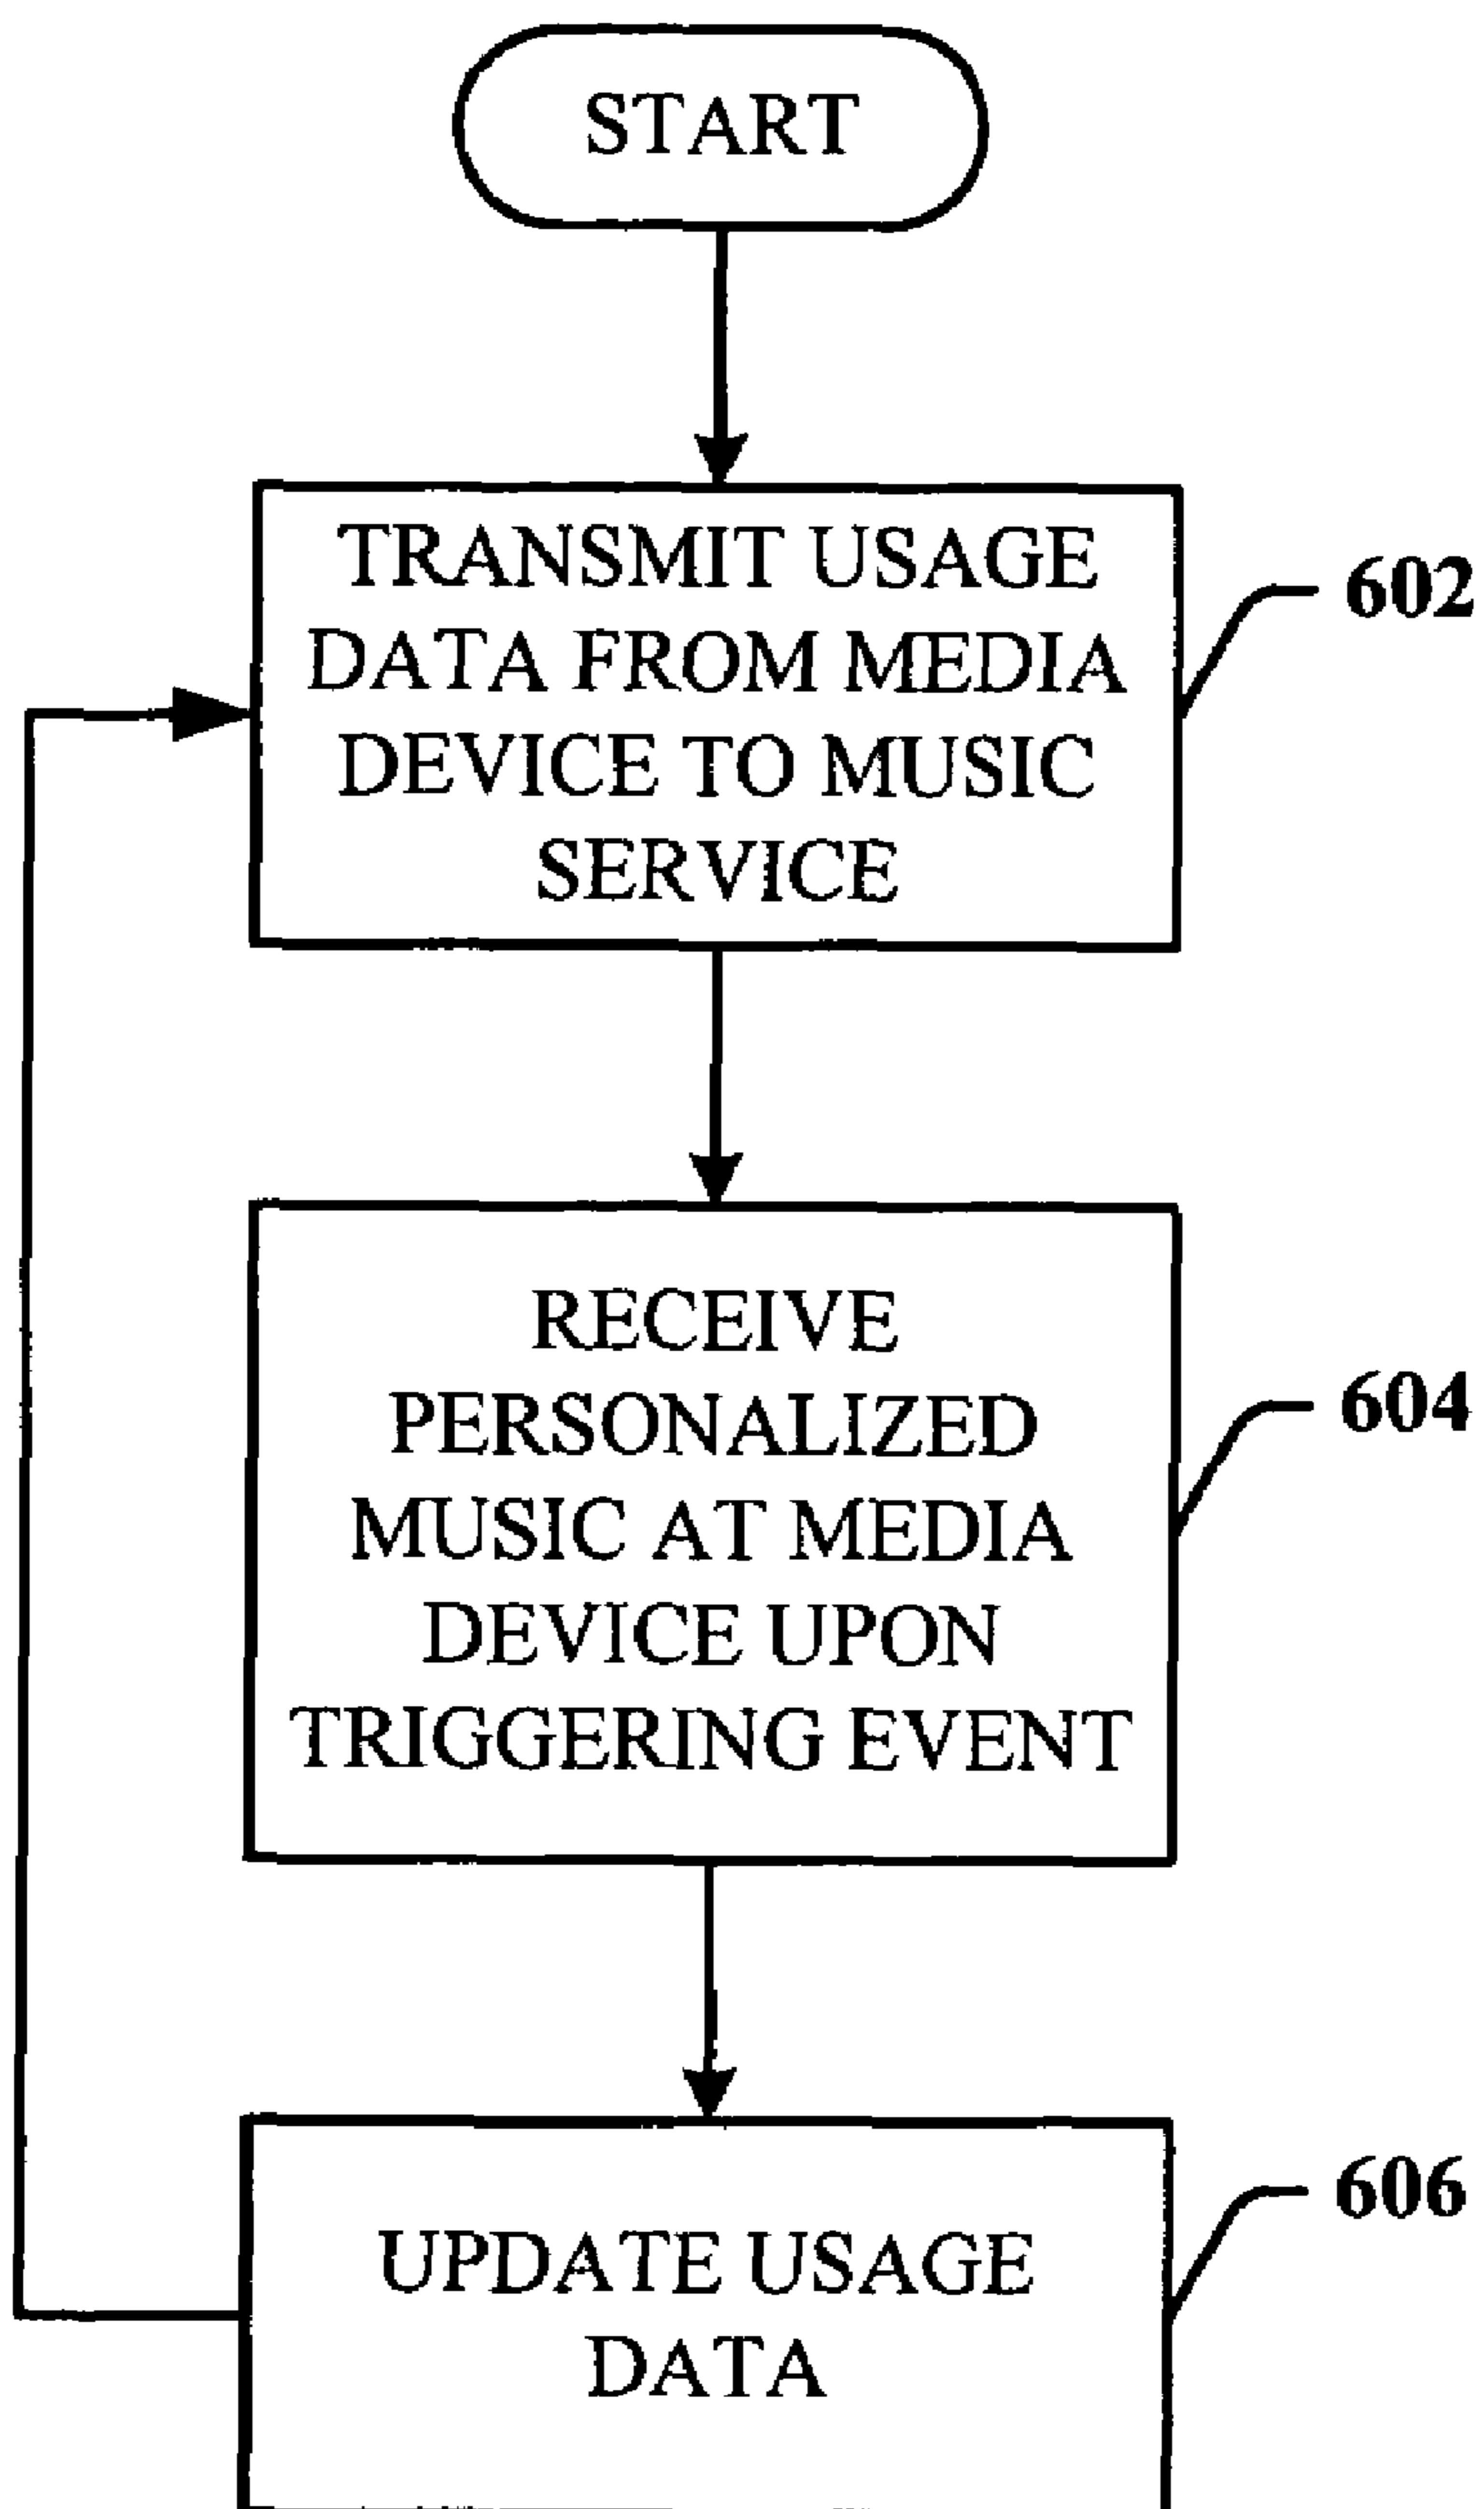 START
TRANSMIT USAGE
DATA FROM MEDIA
DEVICE TO MUSIC
SERVICE
602
RECEIVE
PERSONALIZED
MUSIC AT MEDIA
DEVICE UPON
TRIGGERING EVENT
604
UPDATE USAGE
DATA
606